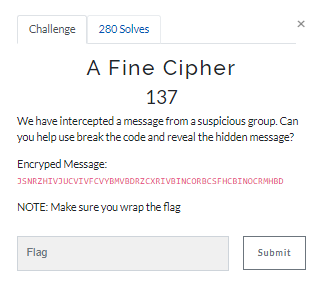 Challenge
280 Solves
×
A Fine Cipher
137
We have intercepted a message from a suspicious group. Can
you help use break the code and reveal the hidden message?
Encryped Message:
JSNRZHIVJUCVIVFCVYBMVBDRZCXRIVBINCORBCSFHCBINOCRMHBD
NOTE: Make sure you wrap the flag
Flag
Submit